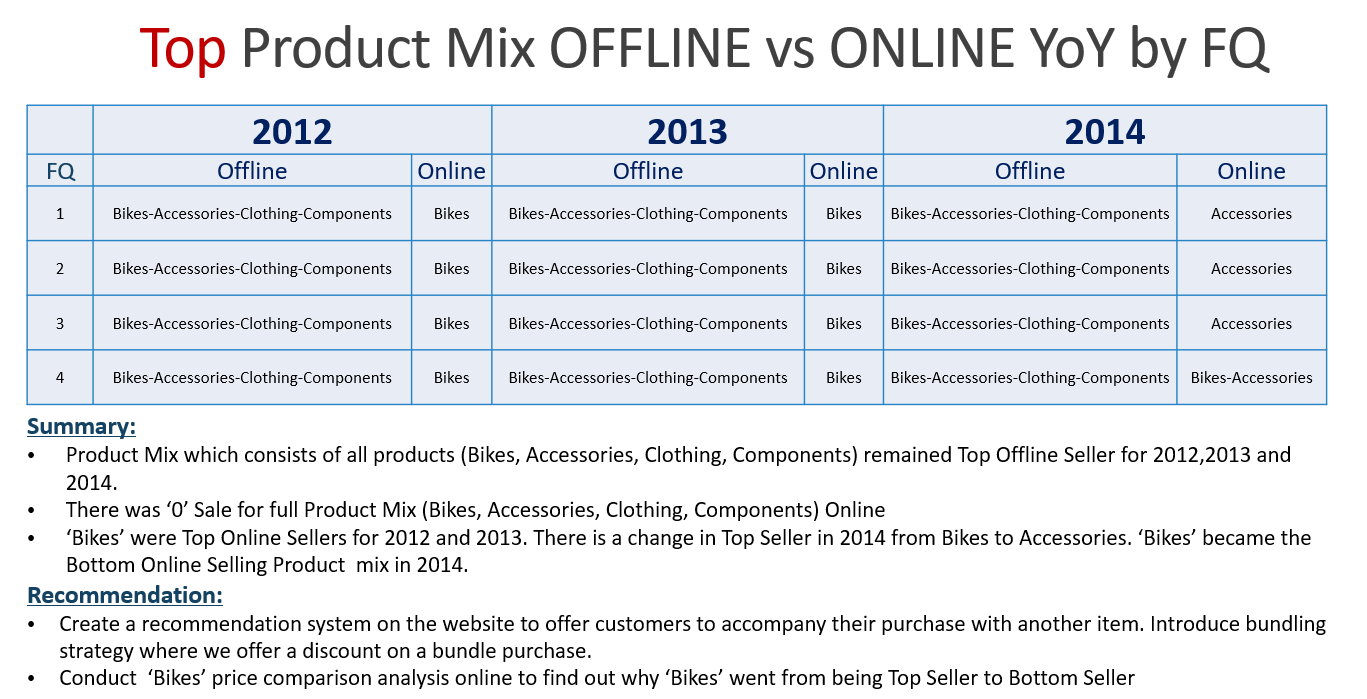 Top Product Mix OFFLINE vs ONLINE YoY by FQ
2012 2013 2014
FQ Offline Online Offline Online Offline Online
1 Bikes-Accessories-Clothing-Components Bikes Bikes-Accessories-Clothing-Components Bikes Bikes-Accessories-Clothing-Components Accessories
2 Bikes-Accessories-Clothing-Components Bikes Bikes-Accessories-Clothing-Components Bikes Bikes-Accessories-Clothing-Components Accessories
3 Bikes-Accessories-Clothing-Components Bikes Bikes-Accessories-Clothing-Components Bikes Bikes-Accessories-Clothing-Components Accessories
4 Bikes-Accessories-Clothing-Components Bikes Bikes-Accessories-Clothing-Components Bikes Bikes-Accessories-Clothing-Components Bikes-Accessories
Summary:
• Product Mix which consists of all products (Bikes, Accessories, Clothing, Components) remained Top Offline Seller for 2012,2013 and
2014.
• There was ‘0’ Sale for full Product Mix (Bikes, Accessories, Clothing, Components) Online
• ‘Bikes’ were Top Online Sellers for 2012 and 2013. There is a change in Top Seller in 2014 from Bikes to Accessories. ‘Bikes’ became the
Bottom Online Selling Product  mix in 2014.
Recommendation:
• Create a recommendation system on the website to offer customers to accompany their purchase with another item. Introduce bundling
strategy where we offer a discount on a bundle purchase.
• Conduct  ‘Bikes’ price comparison analysis online to find out why ‘Bikes’ went from being Top Seller to Bottom Seller